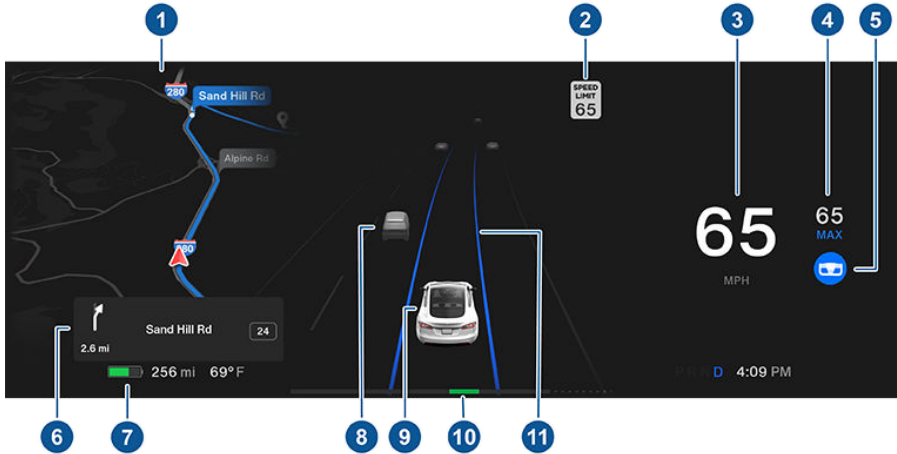 1
2
3
4
5
280
Sand Hill Rd
SPEED
LIMIT
65
Alpine Rd
65
MPH
65
MAX
280
Sand Hill Rd
24
2.6 mi
256 mi 69°F
P R N D 4:09 PM
6
7
8
9
10
11